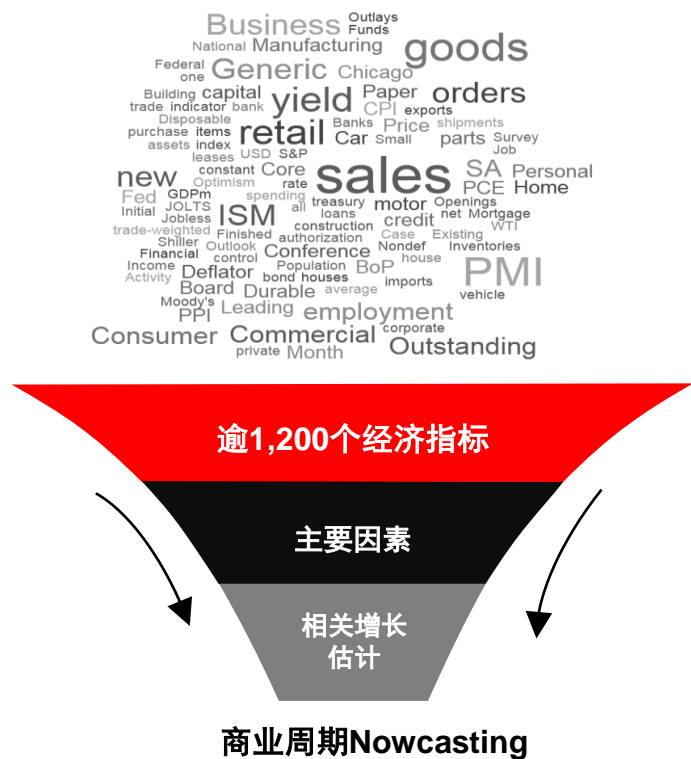 Business Outlays
Funds
National Manufacturing goods
Federal
one Generic Chicago
Building capital yield Paper orders
trade indicator bank CPI exports
Disposable
purchase items retail Banks Price shipments
Car Small parts Survey
assets index
Job
leases USD S&P
constant Core sales SA Personal
new Optimism rate PCE Home
Fed GDPm spending
all treasury motor Openings
Initial JOLTS ISM loans credit net Mortgage
Jobless construction WTI
trade-weighted Finished authorization Case Existing
Shiller Outlook Conference Nondef Inventories
Financial control house
Income Deflator Population BoP PMI
Activity bond houses imports
Board Durable average vehicle
Moody's
PPI Leading employment
Consumer Commercial corporate
private Month Outstanding
逾1,200个经济指标
主要因素
相关增长
估计
商业周期Nowcasting